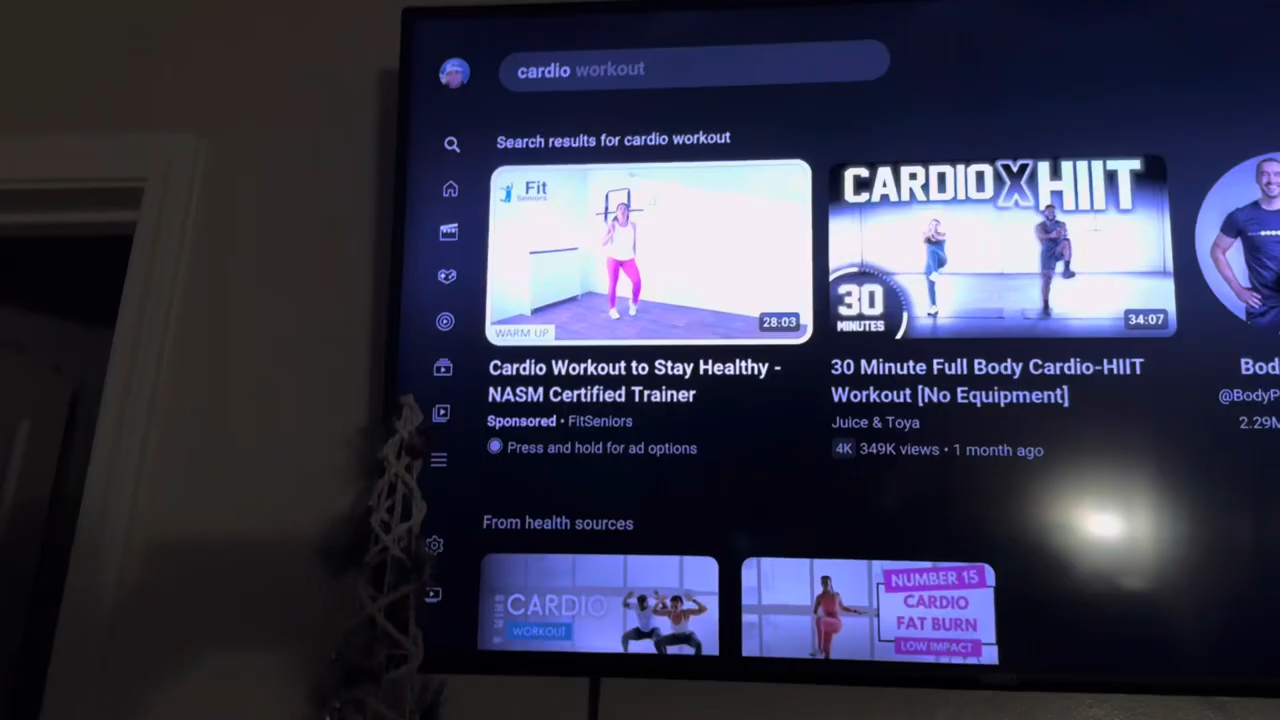 cardio workout
Search results for cardio workout
Fit
Seniors
WARM UP
28:03
Cardio Workout to Stay Healthy -
NASM Certified Trainer
Sponsored • FitSeniors
Press and hold for ad options
CARDIO X HIIT
30
MINUTES
34:07
30 Minute Full Body Cardio-HIIT
Workout [No Equipment]
Juice & Toya
4K 349K views • 1 month ago
Bod
@BodyP
2.29M
From health sources
CARDIO
WORKOUT
NUMBER 15
CARDIO
FAT BURN
LOW IMPACT